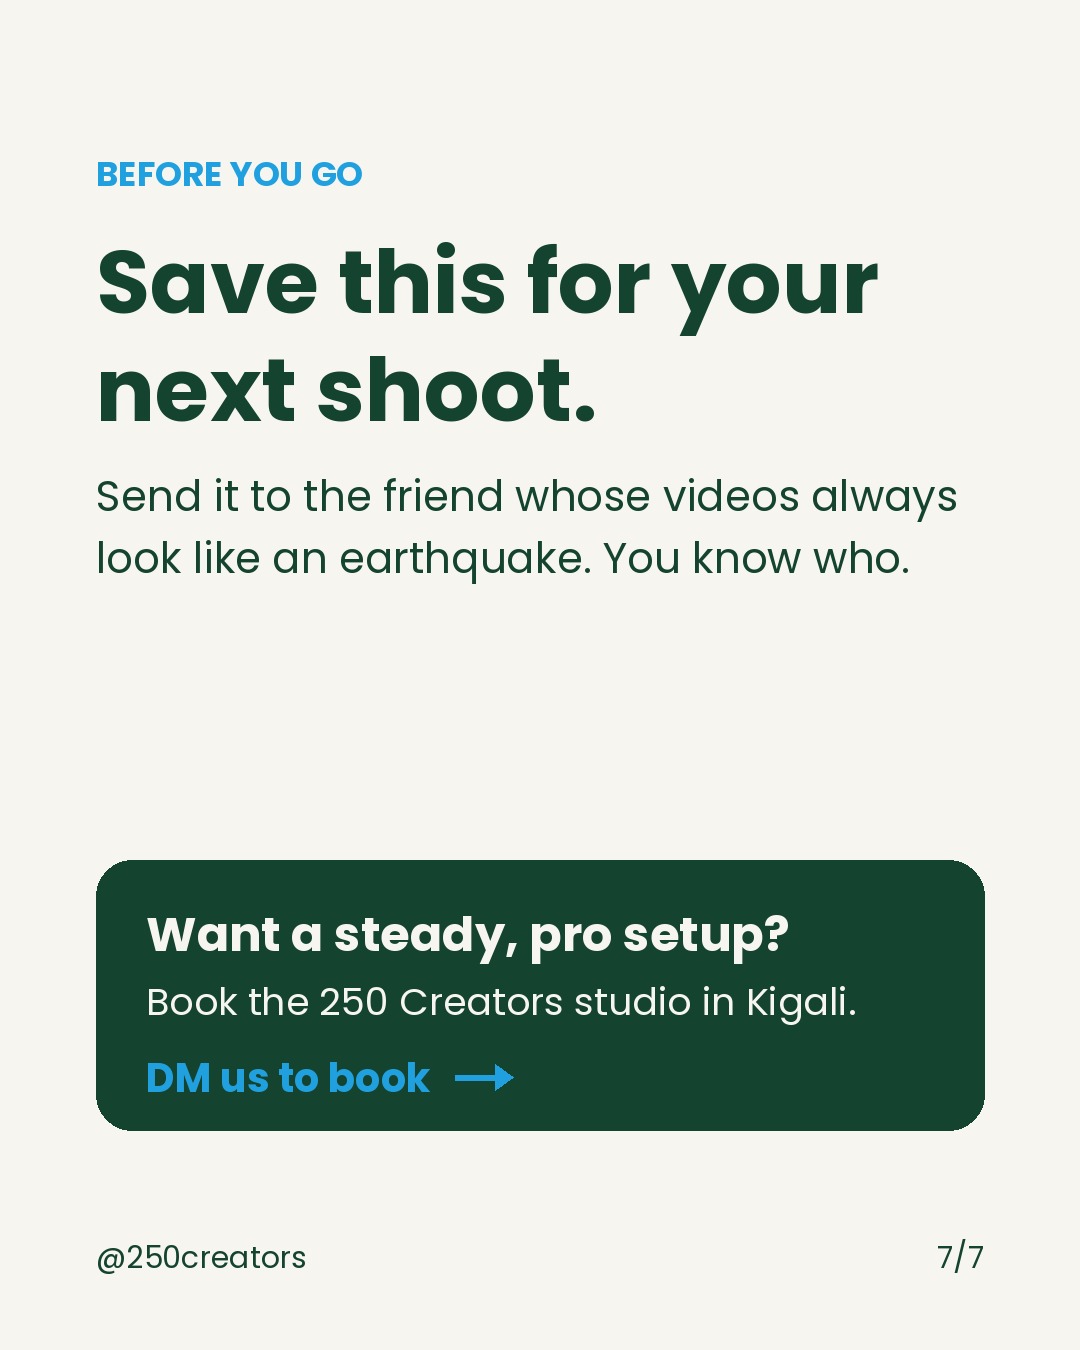 BEFORE YOU GO
Save this for your
next shoot.
Send it to the friend whose videos always
look like an earthquake. You know who.
Want a steady, pro setup?
Book the 250 Creators studio in Kigali.
DM us to book
@250creators
7/7